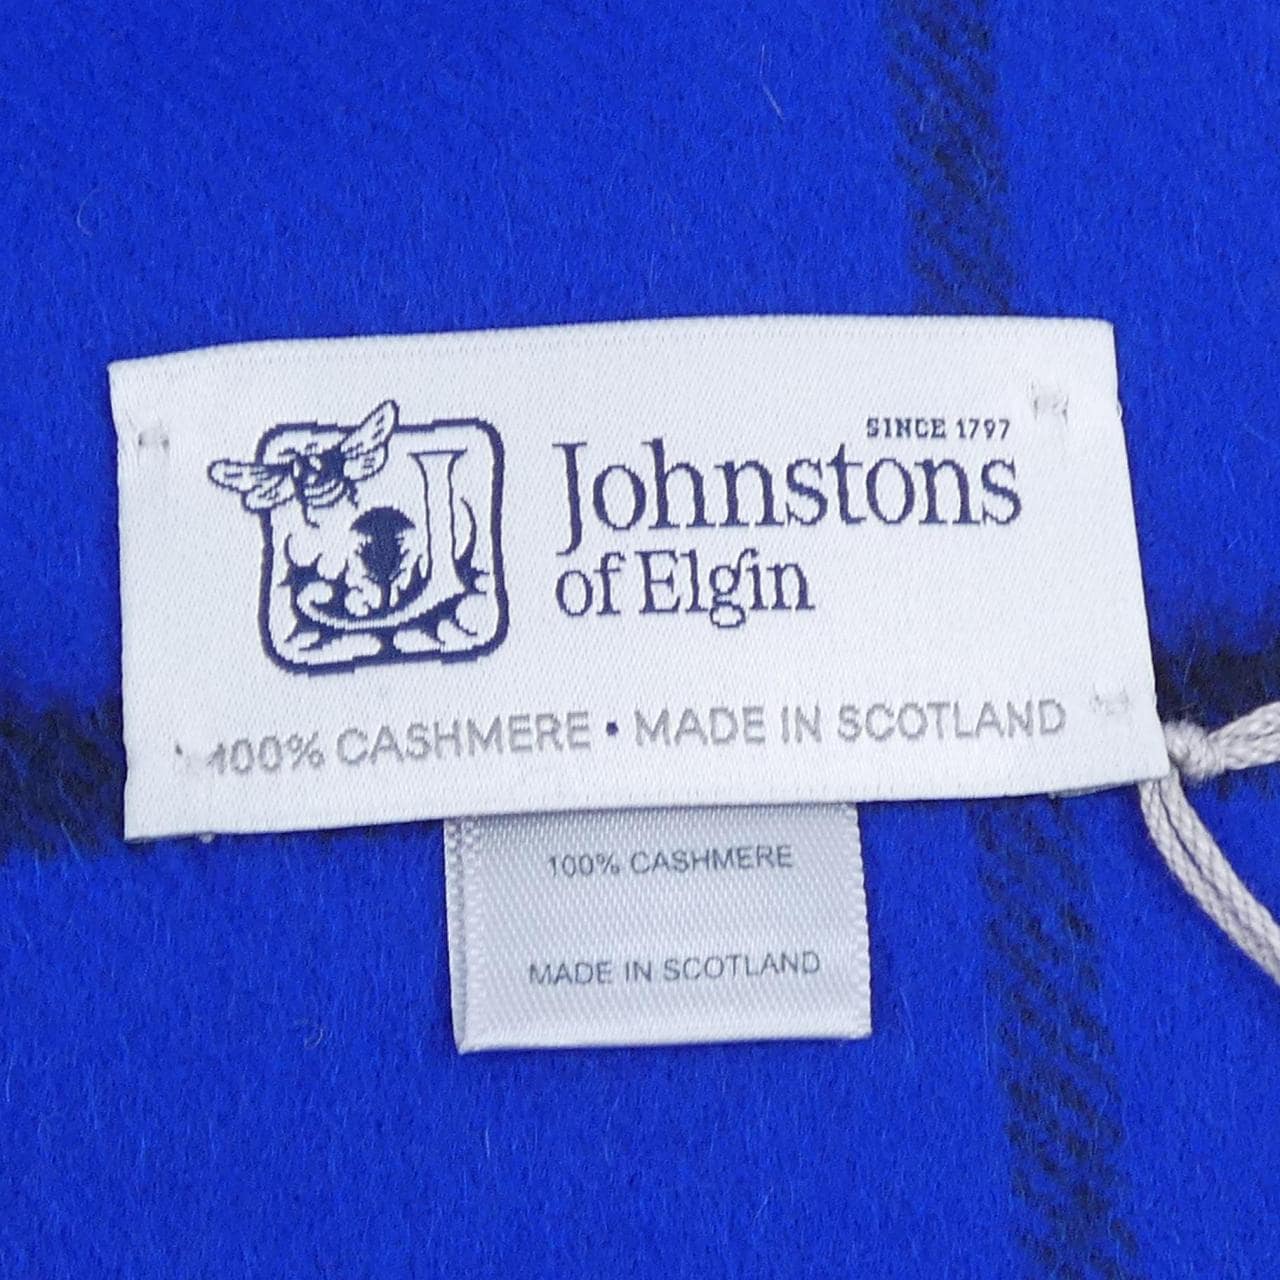 SINCE 1797
Johnstons
of Elgin
100% CASHMERE • MADE IN SCOTLAND
100% CASHMERE
MADE IN SCOTLAND